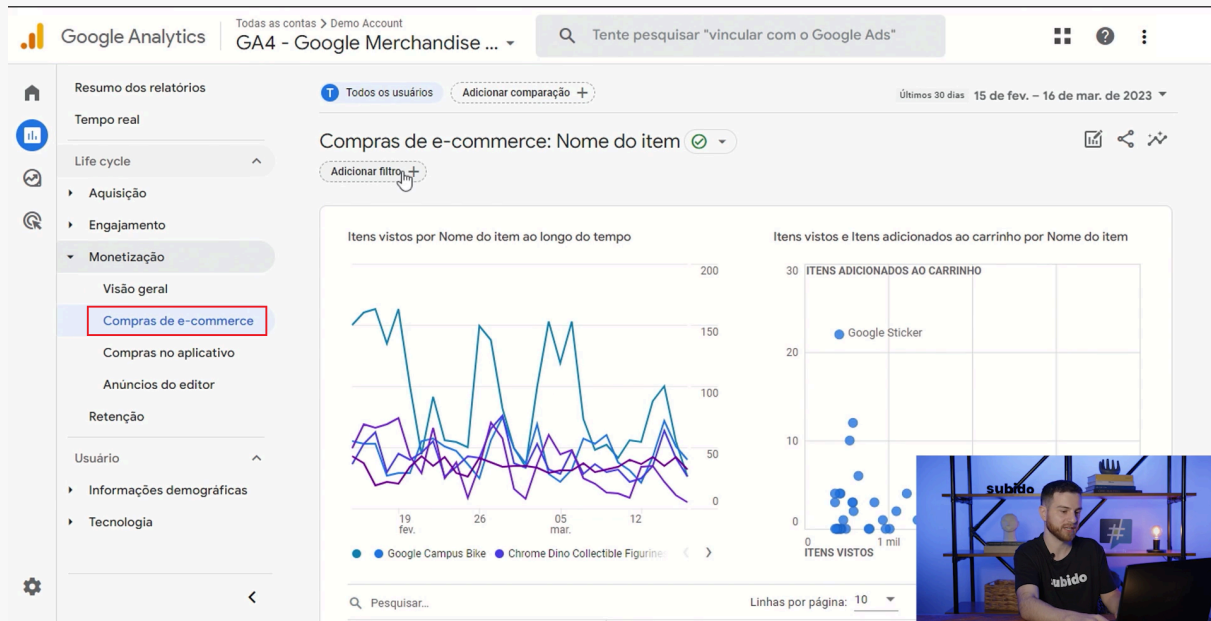 Google Analytics
Todas as contas > Demo Account
GA4 - Google Merchandise ...
Tente pesquisar "vincular com o Google Ads"
Resumo dos relatórios
Tempo real
Life cycle
Aquisição
Engajamento
Monetização
Visão geral
Compras de e-commerce
Compras no aplicativo
Anúncios do editor
Retenção
Usuário
Informações demográficas
Tecnologia
T Todos os usuários
Adicionar comparação +
Últimos 30 dias 15 de fev. – 16 de mar. de 2023
Compras de e-commerce: Nome do item
Adicionar filtro +
Itens vistos por Nome do item ao longo do tempo
200
150
100
50
0
19 fev.
26
05 mar.
12
Google Campus Bike
Chrome Dino Collectible Figurines
Itens vistos e Itens adicionados ao carrinho por Nome do item
30
ITENS ADICIONADOS AO CARRINHO
Google Sticker
20
10
0
0
1 mil
ITENS VISTOS
Pesquisar...
Linhas por página: 10
subido
#
subido